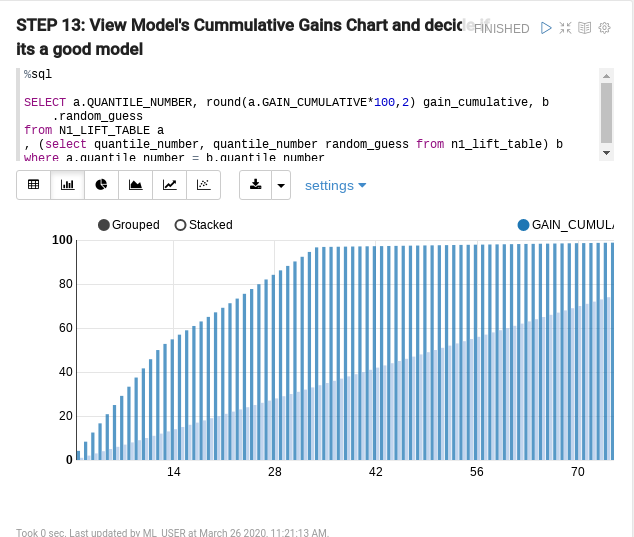 STEP 13: View Model's Cummulative Gains Chart and decide if
FINISHED
its a good model
%sql
SELECT a.QUANTILE_NUMBER, round(a.GAIN_CUMULATIVE*100,2) gain_cumulative, b
.random_guess
from N1_LIFT_TABLE a
, (select quantile_number, quantile_number random_guess from n1_lift_table) b
where a.quantile_number = b.quantile_number
settings
Grouped Stacked GAIN_CUMULA
100
80
60
40
20
0
14 28 42 56 70
Took 0 sec. Last updated by ML_USER at March 26 2020, 11:21:13 AM.